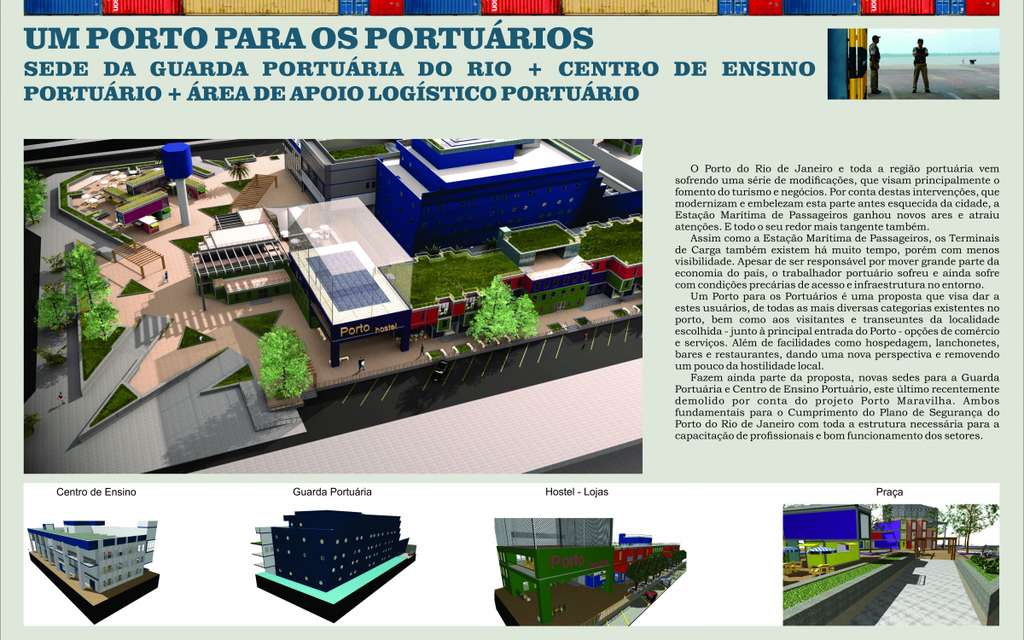 UM PORTO PARA OS PORTUÁRIOS
SEDE DA GUARDA PORTUÁRIA DO RIO + CENTRO DE ENSINO
PORTUÁRIO + ÁREA DE APOIO LOGÍSTICO PORTUÁRIO
O Porto do Rio de Janeiro e toda a região portuária vem
sofrendo uma série de modificações, que visam principalmente o
fomento do turismo e negócios. Por conta destas intervenções, que
modernizam e embelezam esta parte antes esquecida da cidade, a
Estação Marítima de Passageiros ganhou novos ares e atraiu
atenções. E todo o seu redor mais tangente também.
Assim como a Estação Marítima de Passageiros, os Terminais
de Carga também existem há muito tempo, porém com menos
visibilidade. Apesar de ser responsável por mover grande parte da
economia do país, o trabalhador portuário sofreu e ainda sofre
com condições precárias de acesso e infraestrutura no entorno.
Um Porto para os Portuários é uma proposta que visa dar a
estes usuários, de todas as mais diversas categorias existentes no
porto, bem como aos visitantes e transeuntes da localidade
escolhida - junto à principal entrada do Porto - opções de comércio
e serviços. Além de facilidades como hospedagem, lanchonetes,
bares e restaurantes, dando uma nova perspectiva e removendo
um pouco da hostilidade local.
Fazem ainda parte da proposta, novas sedes para a Guarda
Portuária e Centro de Ensino Portuário, este último recentemente
demolido por conta do projeto Porto Maravilha. Ambos
fundamentais para o Cumprimento do Plano de Segurança do
Porto do Rio de Janeiro com toda a estrutura necessária para a
capacitação de profissionais e bom funcionamento dos setores.
Porto hostel
Centro de Ensino
Guarda Portuária
Hostel - Lojas
Praça
Porto